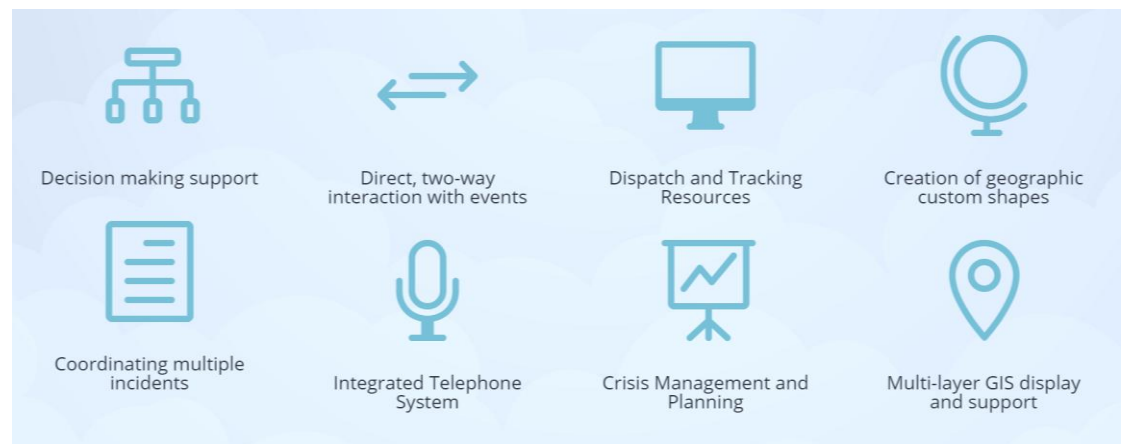 Decision making support
Direct, two-way
interaction with events
Dispatch and Tracking
Resources
Creation of geographic
custom shapes
Coordinating multiple
incidents
Integrated Telephone
System
Crisis Management and
Planning
Multi-layer GIS display
and support